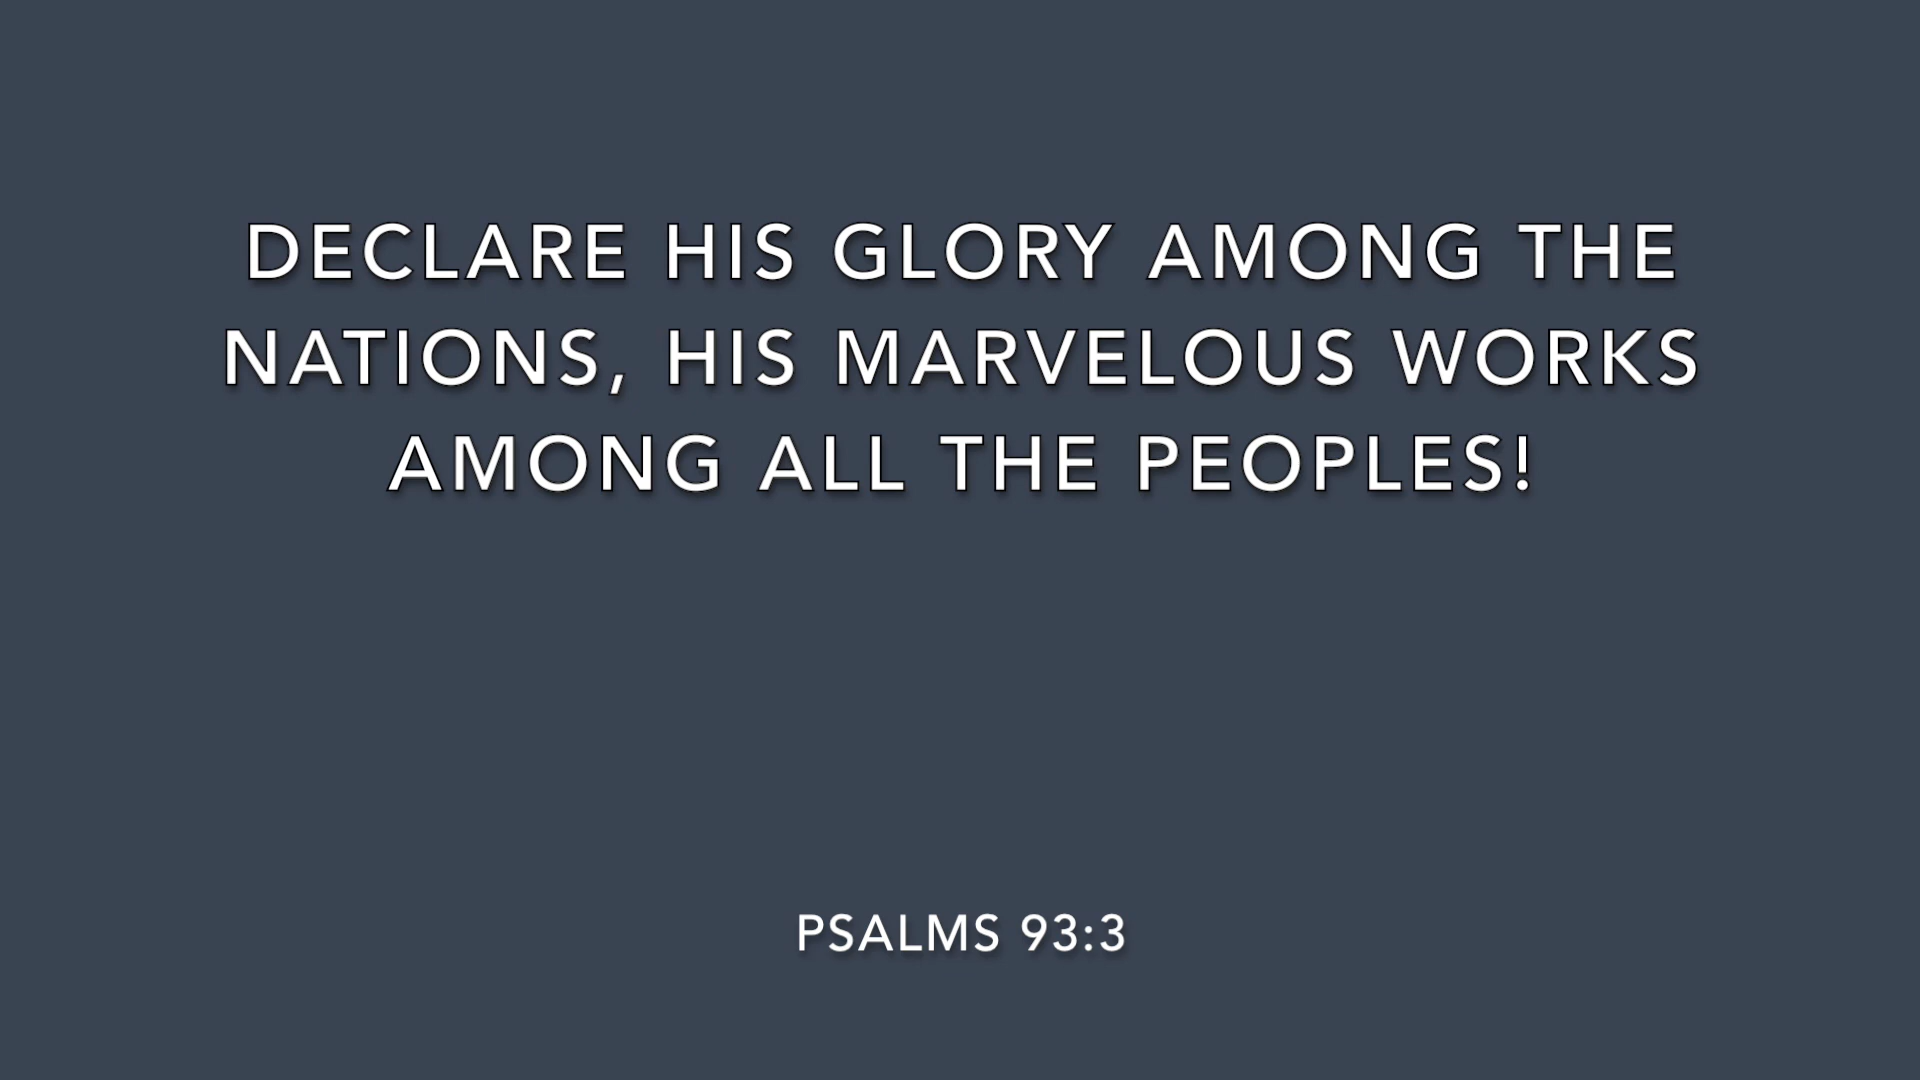 DECLARE HIS GLORY AMONG THE
NATIONS, HIS MARVELOUS WORKS
AMONG ALL THE PEOPLES!
PSALMS 93:3